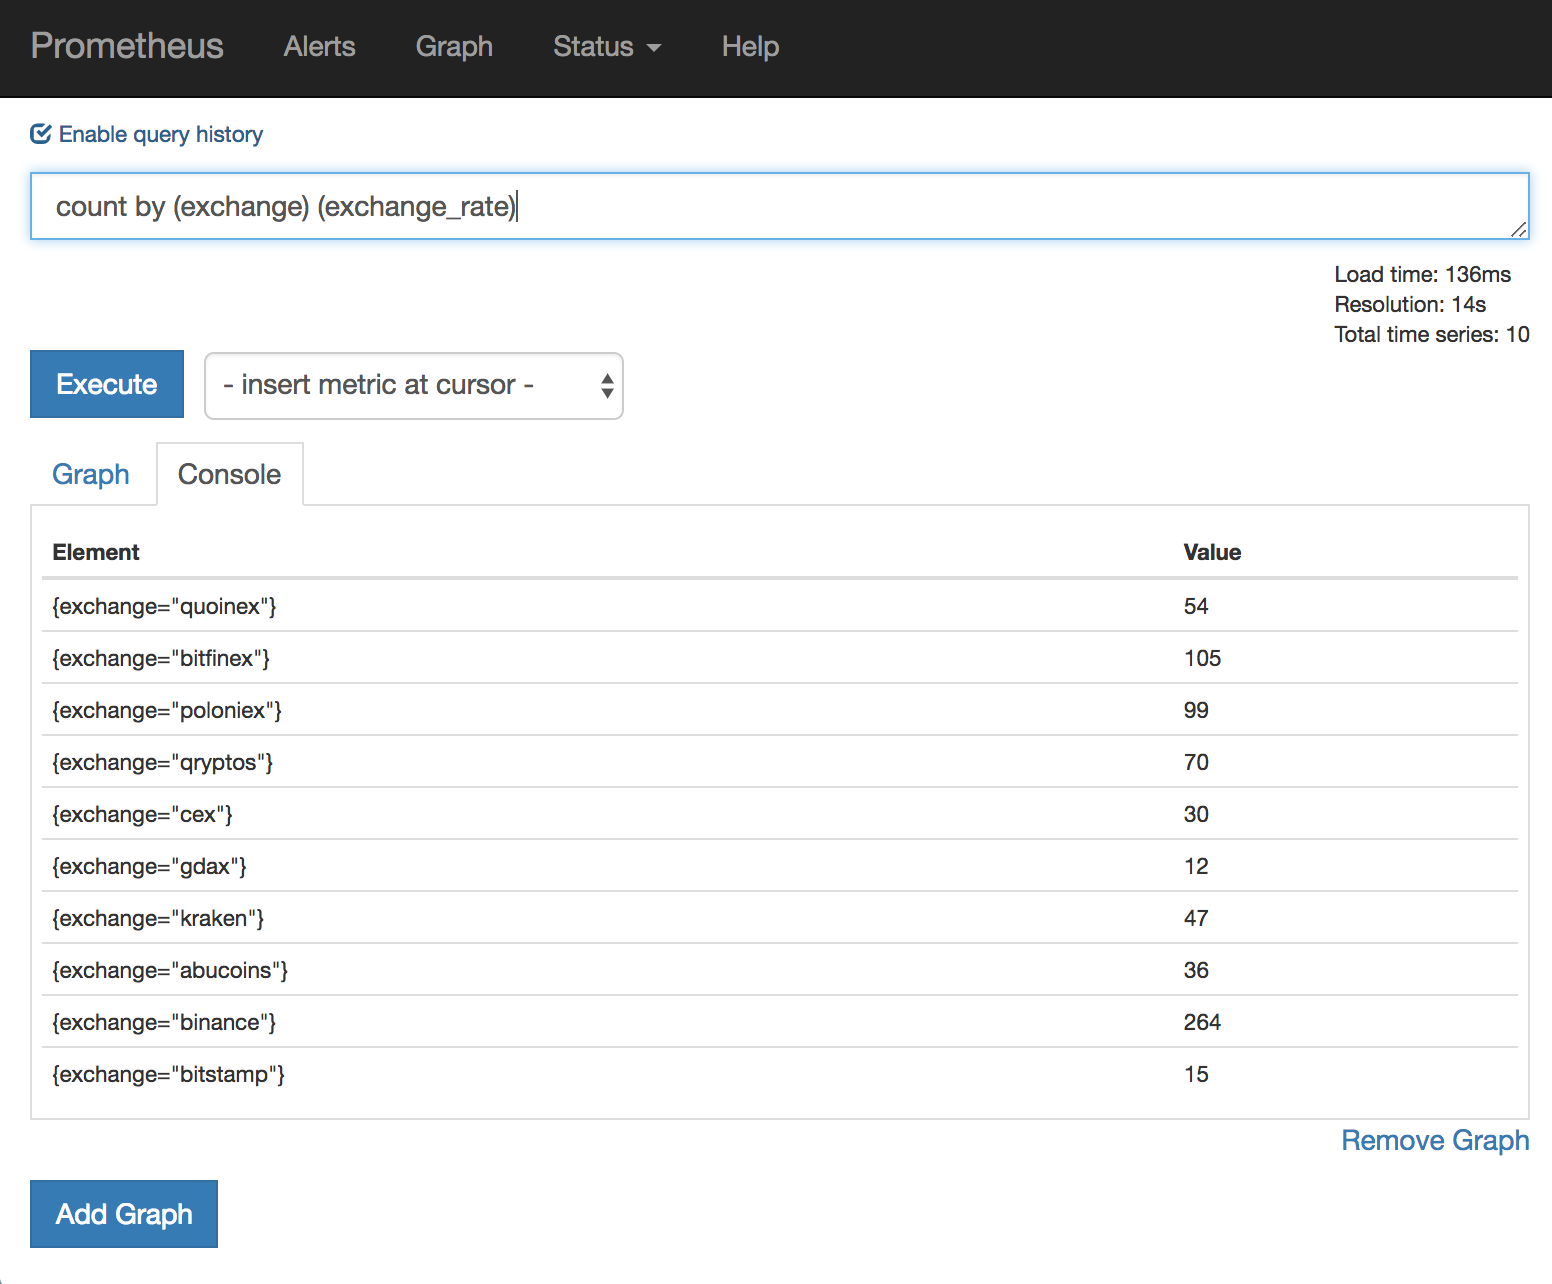 Prometheus Alerts Graph Status Help
Enable query history
count by (exchange) (exchange_rate)
Load time: 136ms
Resolution: 14s
Total time series: 10
Execute - insert metric at cursor -
Graph Console
Element Value
{exchange="quoinex"} 54
{exchange="bitfinex"} 105
{exchange="poloniex"} 99
{exchange="qryptos"} 70
{exchange="cex"} 30
{exchange="gdax"} 12
{exchange="kraken"} 47
{exchange="abucoins"} 36
{exchange="binance"} 264
{exchange="bitstamp"} 15
Remove Graph
Add Graph